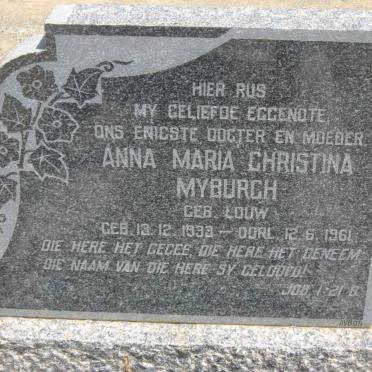 HIER RUS
MY GELIEFDE EGGENOTE,
ONS ENIGSTE DOGTER EN MOEDER
ANNA MARIA CHRISTINA
MYBURGH
GEB. LOUW
GEB. 13. 12. 1933 — OORL. 12. 6. 1961.
DIE HERE HET GEGEE, DIE HERE HET GENEEM,
DIE NAAM VAN DIE HERE SY GELOOFD!
JOB 1:21 B.